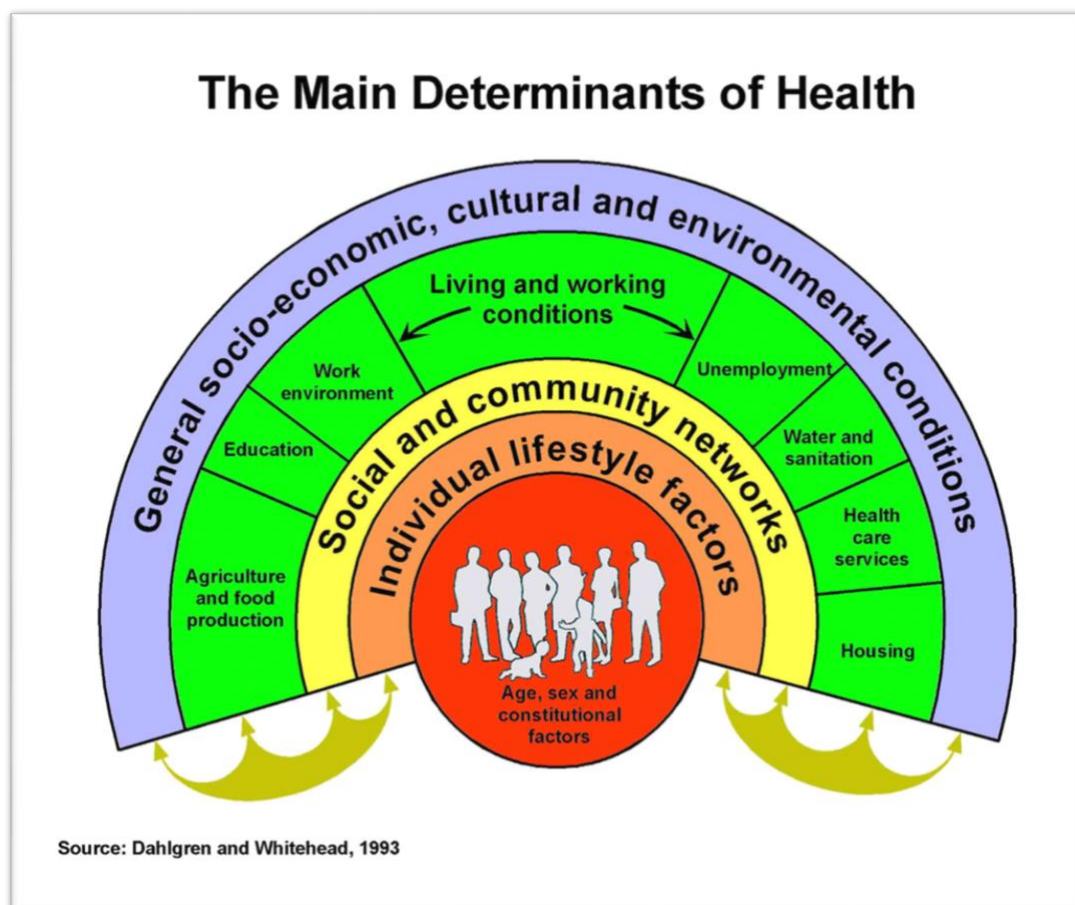 The Main Determinants of Health
General socio-economic, cultural and environmental conditions
Living and working
conditions
Work
environment
Education
Agriculture
and food
production
Unemployment
Water and
sanitation
Health
care
services
Housing
Social and community networks
Individual lifestyle factors
Age, sex and
constitutional
factors
Source: Dahlgren and Whitehead, 1993